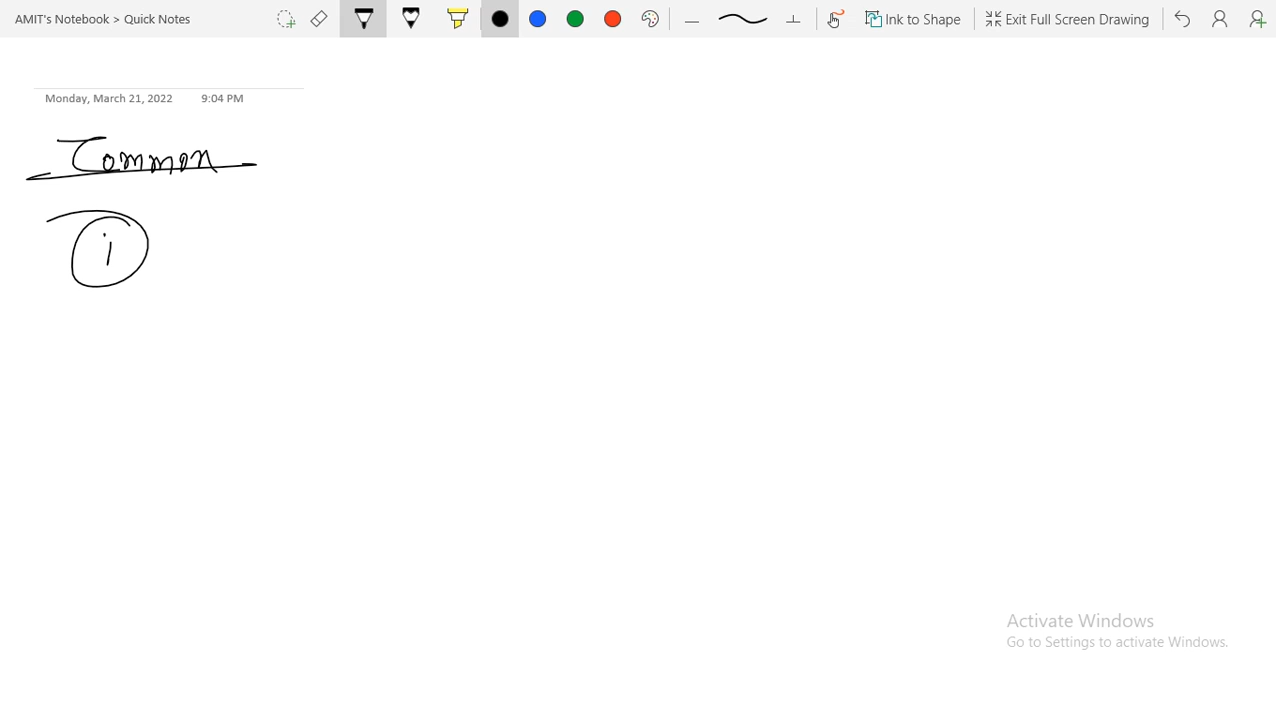 AMIT's Notebook > Quick Notes
Ink to Shape
Exit Full Screen Drawing
Monday, March 21, 2022 9:04 PM
Common
i
Activate Windows
Go to Settings to activate Windows.